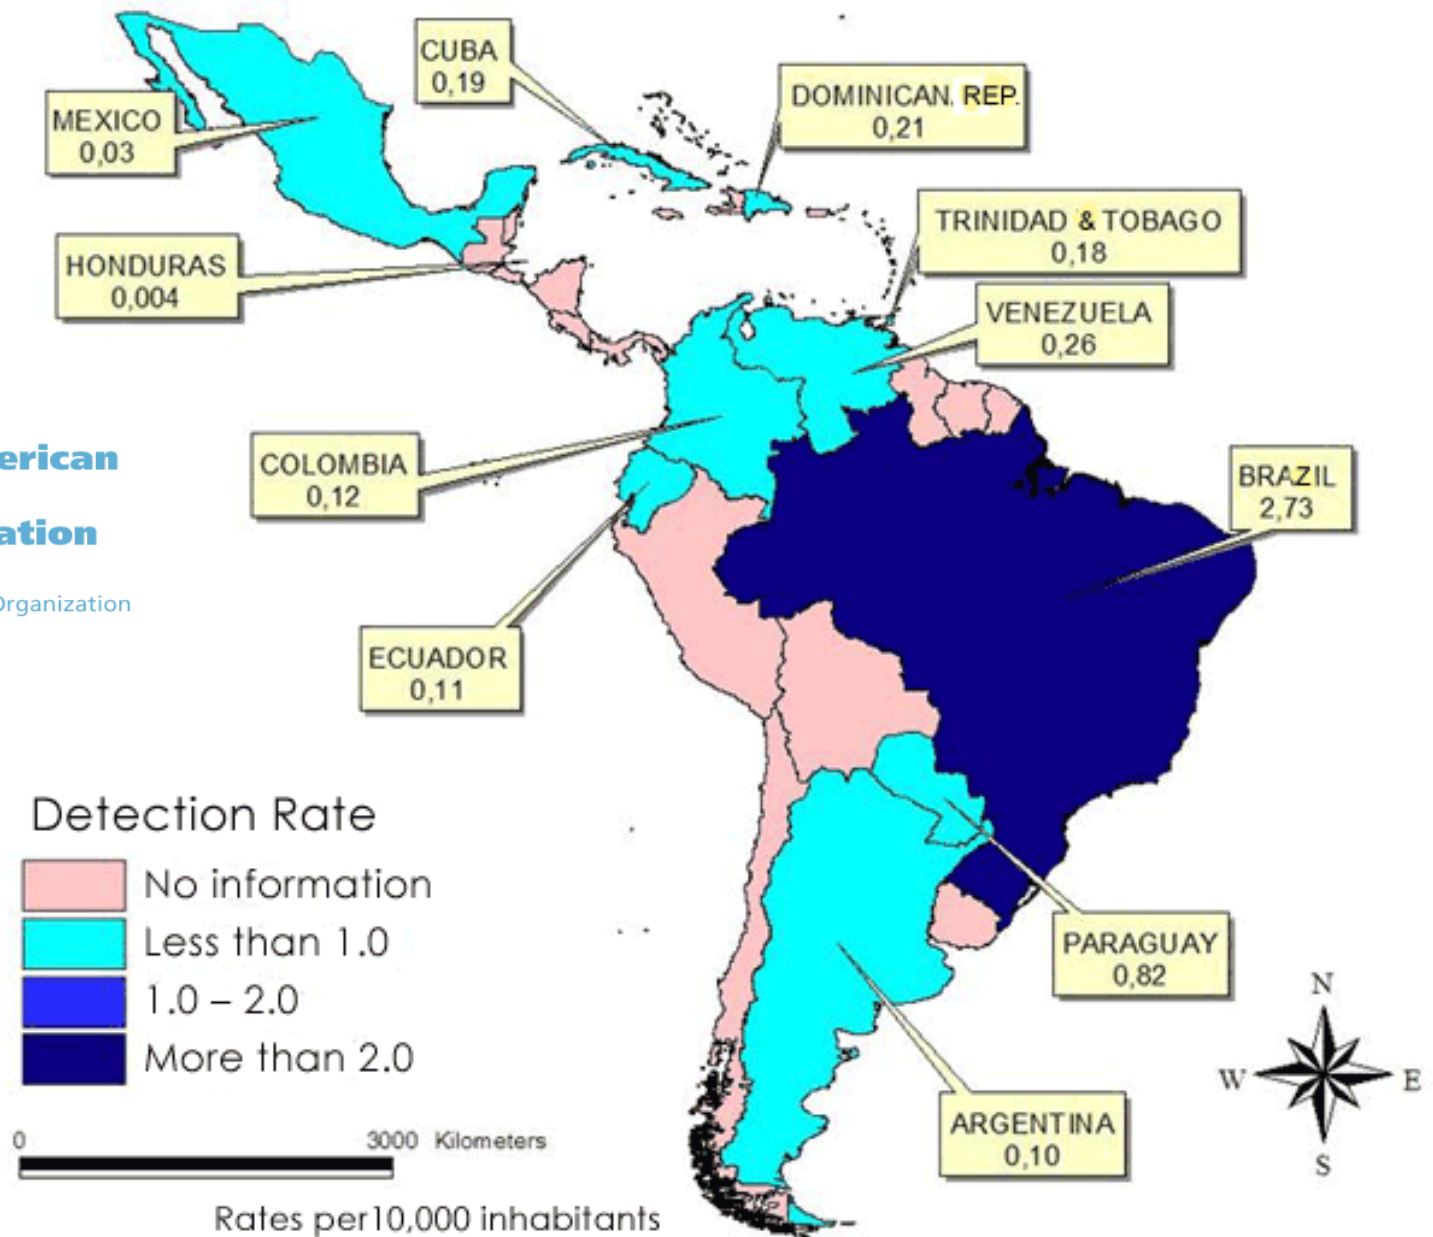 CUBA
0,19
DOMINICAN. REP.
0,21
MEXICO
0,03
TRINIDAD & TOBAGO
0,18
HONDURAS
0,004
VENEZUELA
0,26
COLOMBIA
0,12
BRAZIL
2,73
ECUADOR
0,11
PARAGUAY
0,82
ARGENTINA
0,10
erican
ation
Organization
Detection Rate
No information
Less than 1.0
1.0 – 2.0
More than 2.0
0 3000 Kilometers
Rates per10,000 inhabitants
N
W E
S